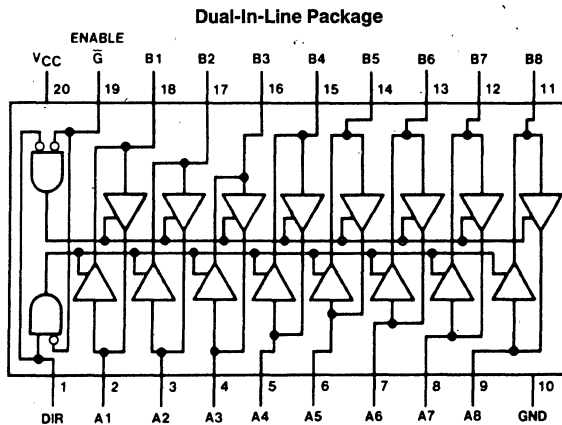 Dual-In-Line Package
ENABLE
VCC G̅ B1 B2 B3 B4 B5 B6 B7 B8
20 19 18 17 16 15 14 13 12 11
1 2 3 4 5 6 7 8 9 10
DIR A1 A2 A3 A4 A5 A6 A7 A8 GND